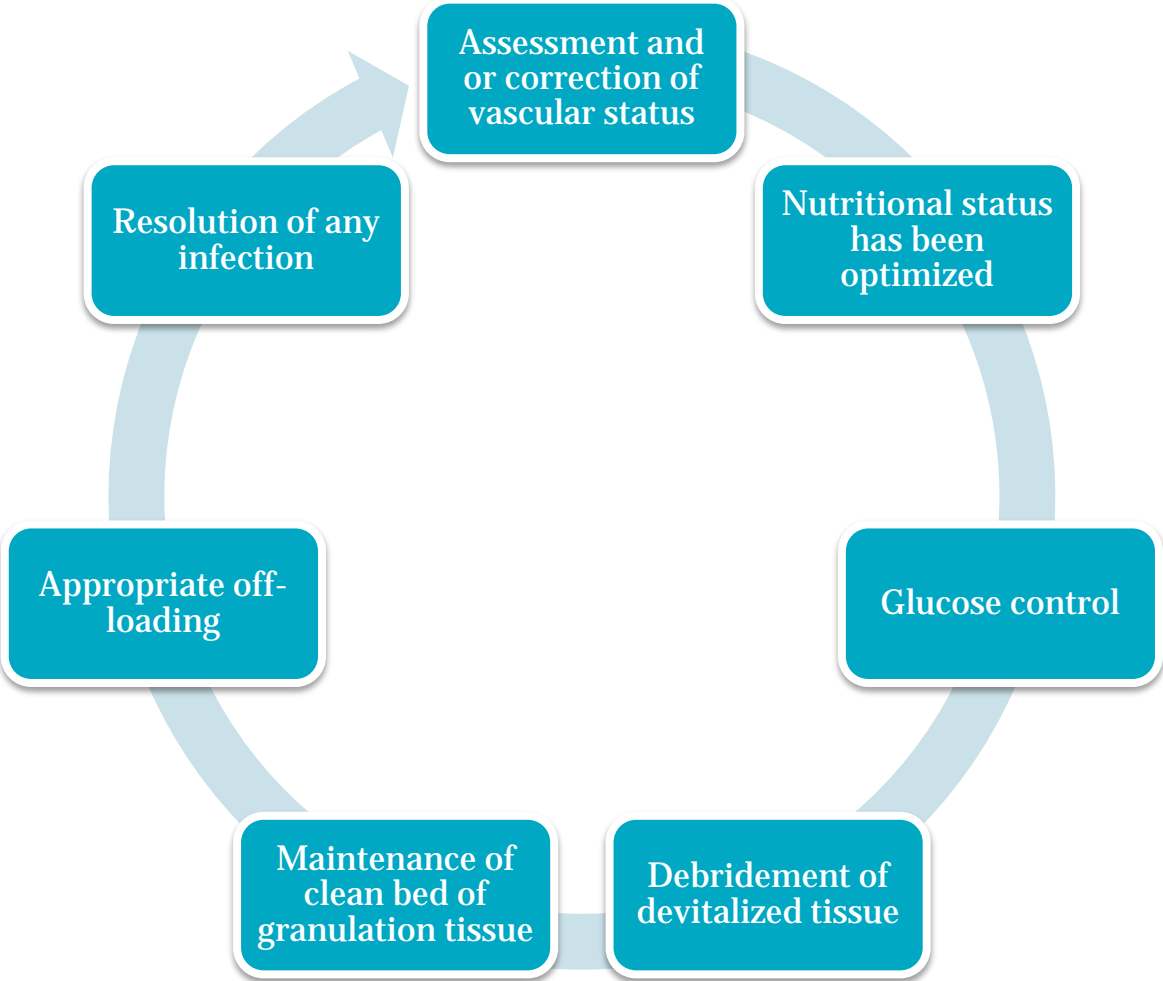 Assessment and
or correction of
vascular status
Nutritional status
has been
optimized
Glucose control
Debridement of
devitalized tissue
Maintenance of
clean bed of
granulation tissue
Appropriate off-
loading
Resolution of any
infection